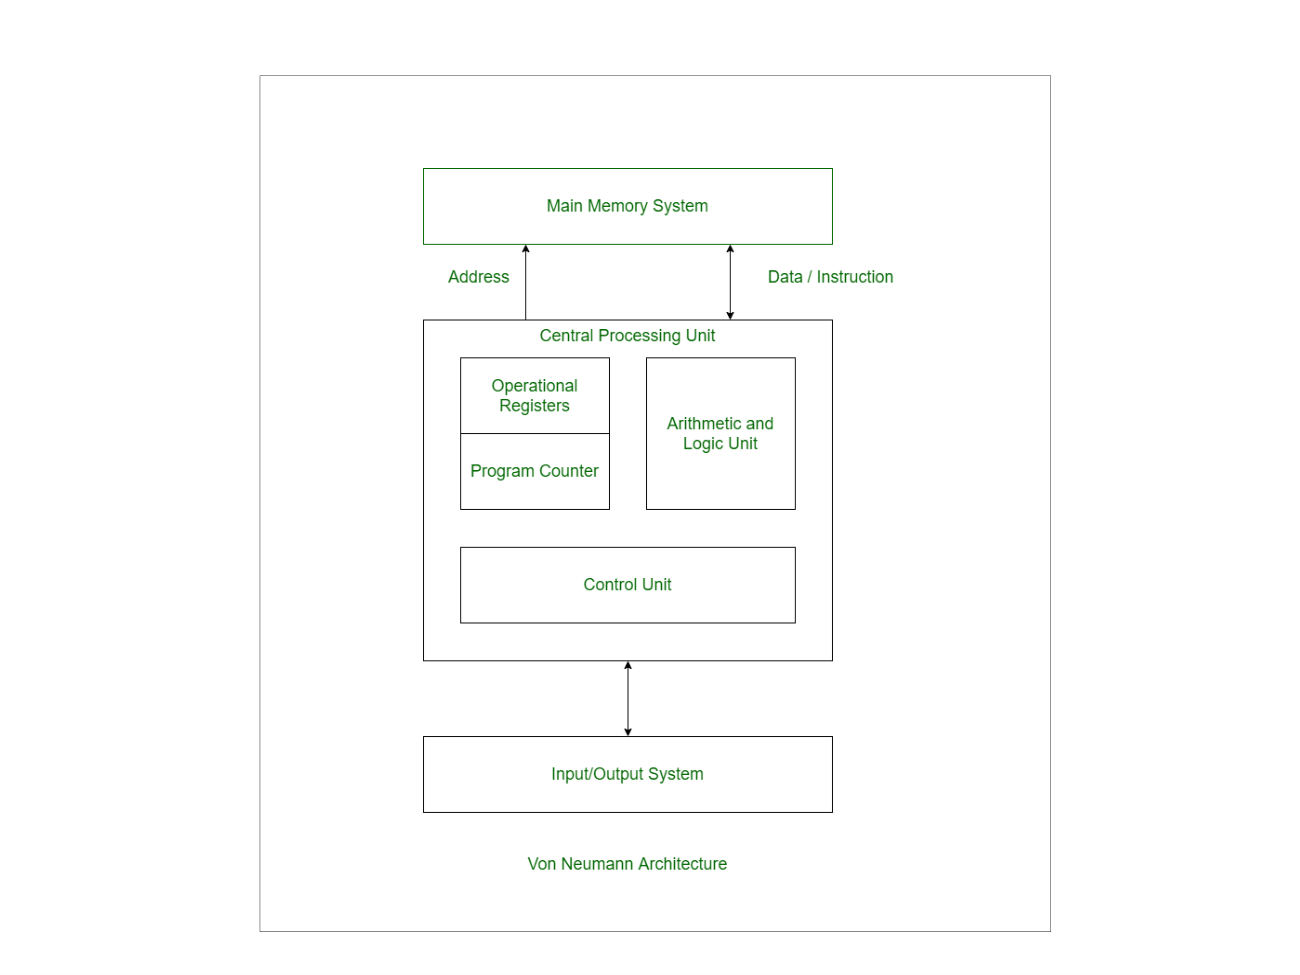 Main Memory System
Address
Data / Instruction
Central Processing Unit
Operational
Registers
Arithmetic and
Logic Unit
Program Counter
Control Unit
Input/Output System
Von Neumann Architecture